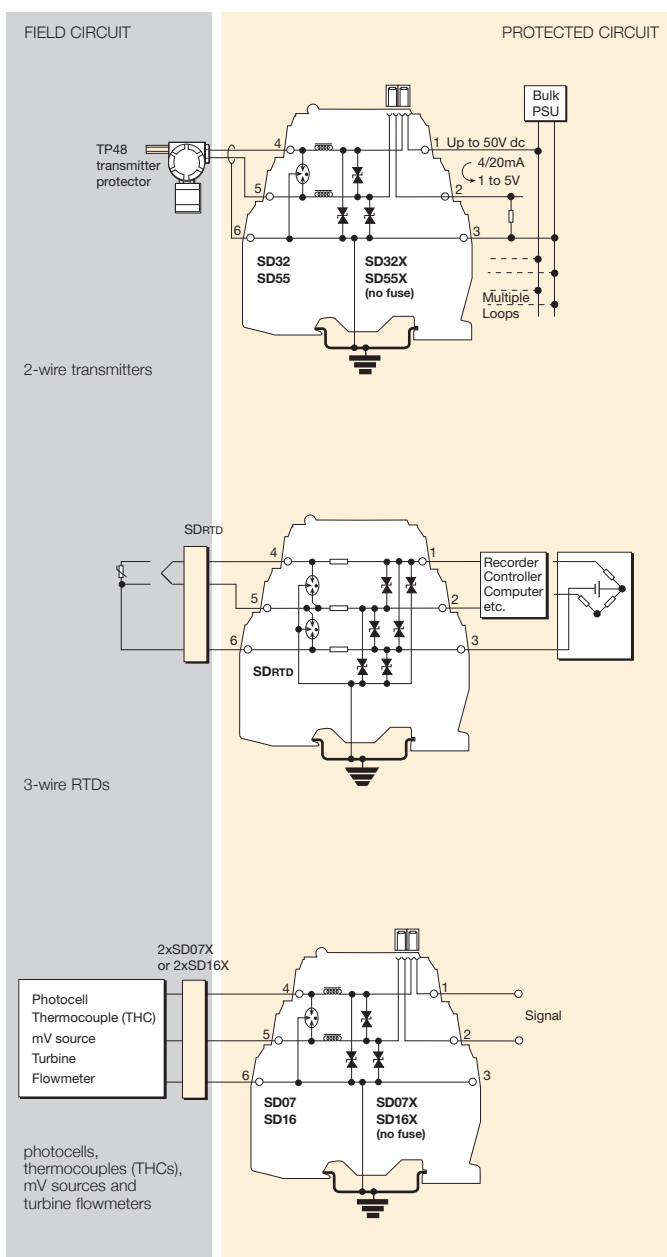 FIELD CIRCUIT
PROTECTED CIRCUIT
Bulk
PSU
TP48
transmitter
protector
4
1 Up to 50V dc
4/20mA
1 to 5V
5
2
6
3
SD32
SD55
SD32X
SD55X
(no fuse)
Multiple
Loops
2-wire transmitters
SDRTD
4
1
Recorder
Controller
Computer
etc.
5
2
6
3
SDRTD
3-wire RTDs
2xSD07X
or 2xSD16X
Photocell
Thermocouple (THC)
mV source
Turbine
Flowmeter
4
1
Signal
5
2
6
3
SD07
SD16
SD07X
SD16X
(no fuse)
photocells,
thermocouples (THCs),
mV sources and
turbine flowmeters